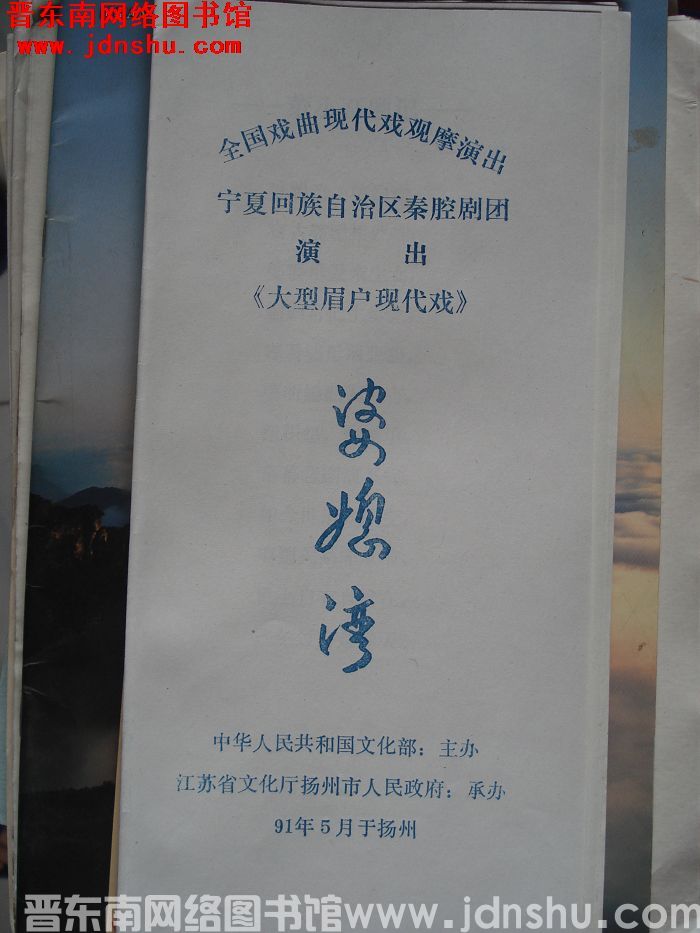 晋东南网络图书馆
www.jdnshu.com
全国戏曲现代戏观摩演出
宁夏回族自治区秦腔剧团
演 出
《大型眉户现代戏》
婆媳湾
中华人民共和国文化部：主办
江苏省文化厅扬州市人民政府：承办
91年5月于扬州
晋东南网络图书馆www.jdnshu.com